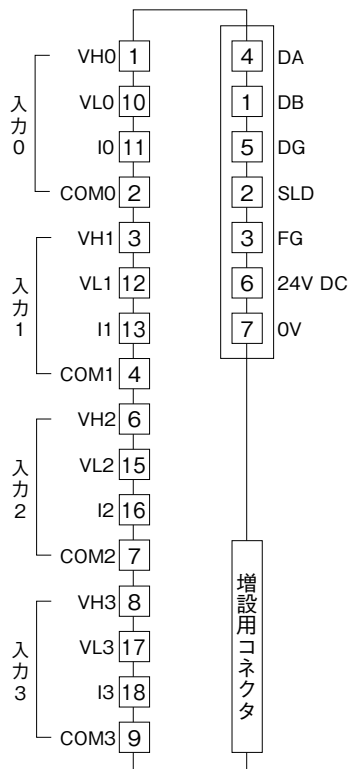 入力0
VH0 1
VL0 10
I0 11
COM0 2
入力1
VH1 3
VL1 12
I1 13
COM1 4
入力2
VH2 6
VL2 15
I2 16
COM2 7
入力3
VH3 8
VL3 17
I3 18
COM3 9
4 DA
1 DB
5 DG
2 SLD
3 FG
6 24V DC
7 0V
増設用コネクタ